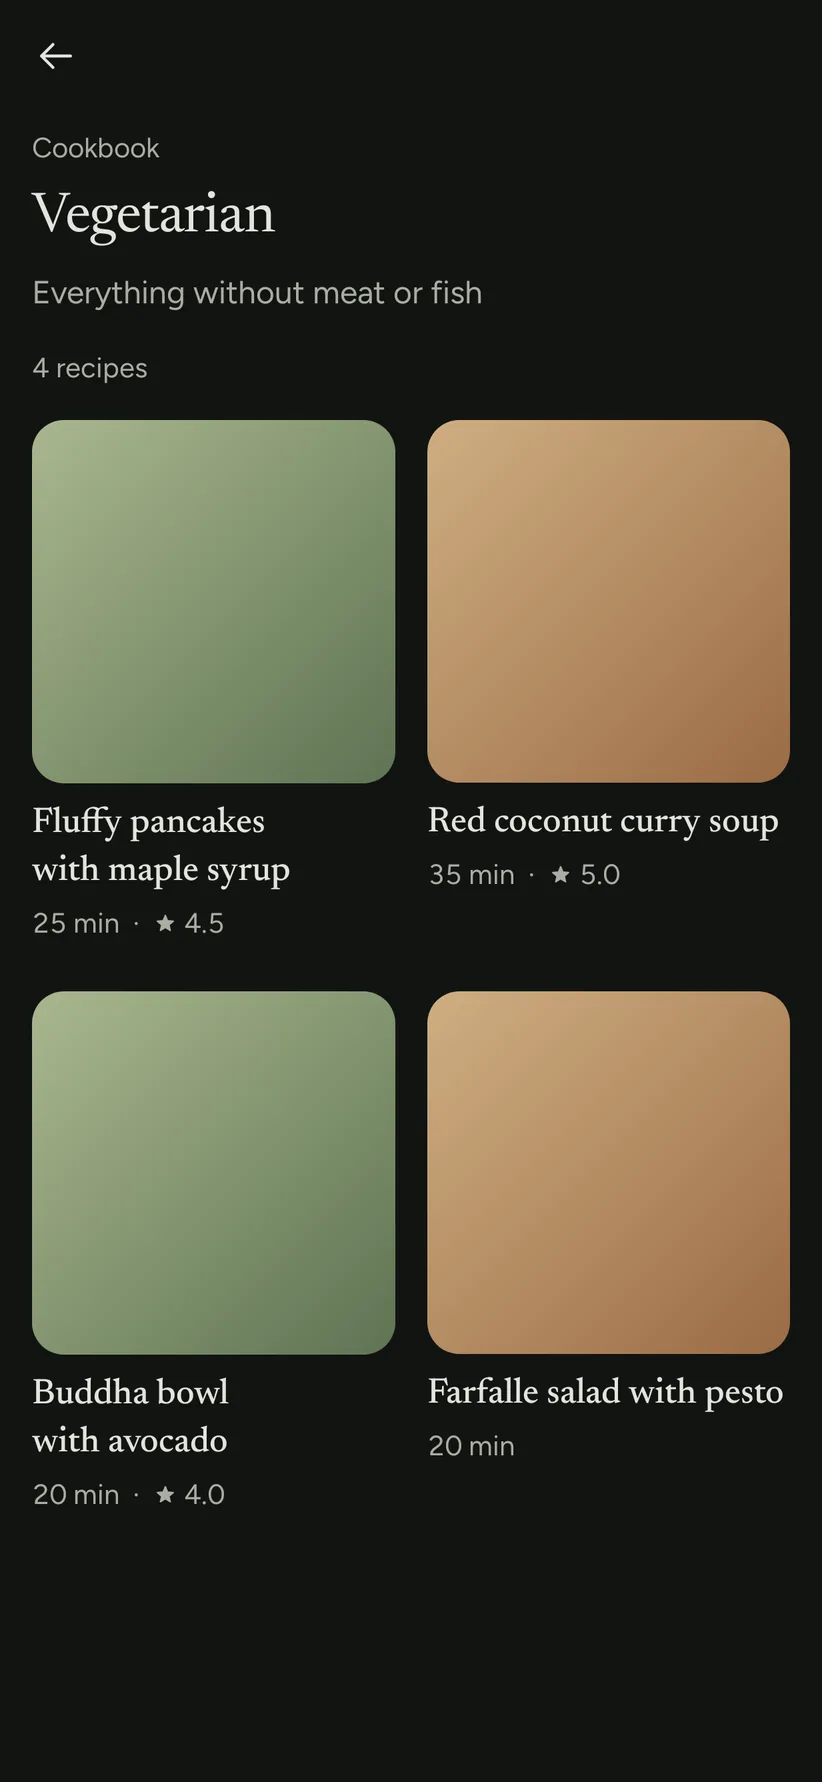 Cookbook
Vegetarian
Everything without meat or fish
4 recipes
Fluffy pancakes
with maple syrup
25 min · ★ 4.5
Red coconut curry soup
35 min · ★ 5.0
Buddha bowl
with avocado
20 min · ★ 4.0
Farfalle salad with pesto
20 min